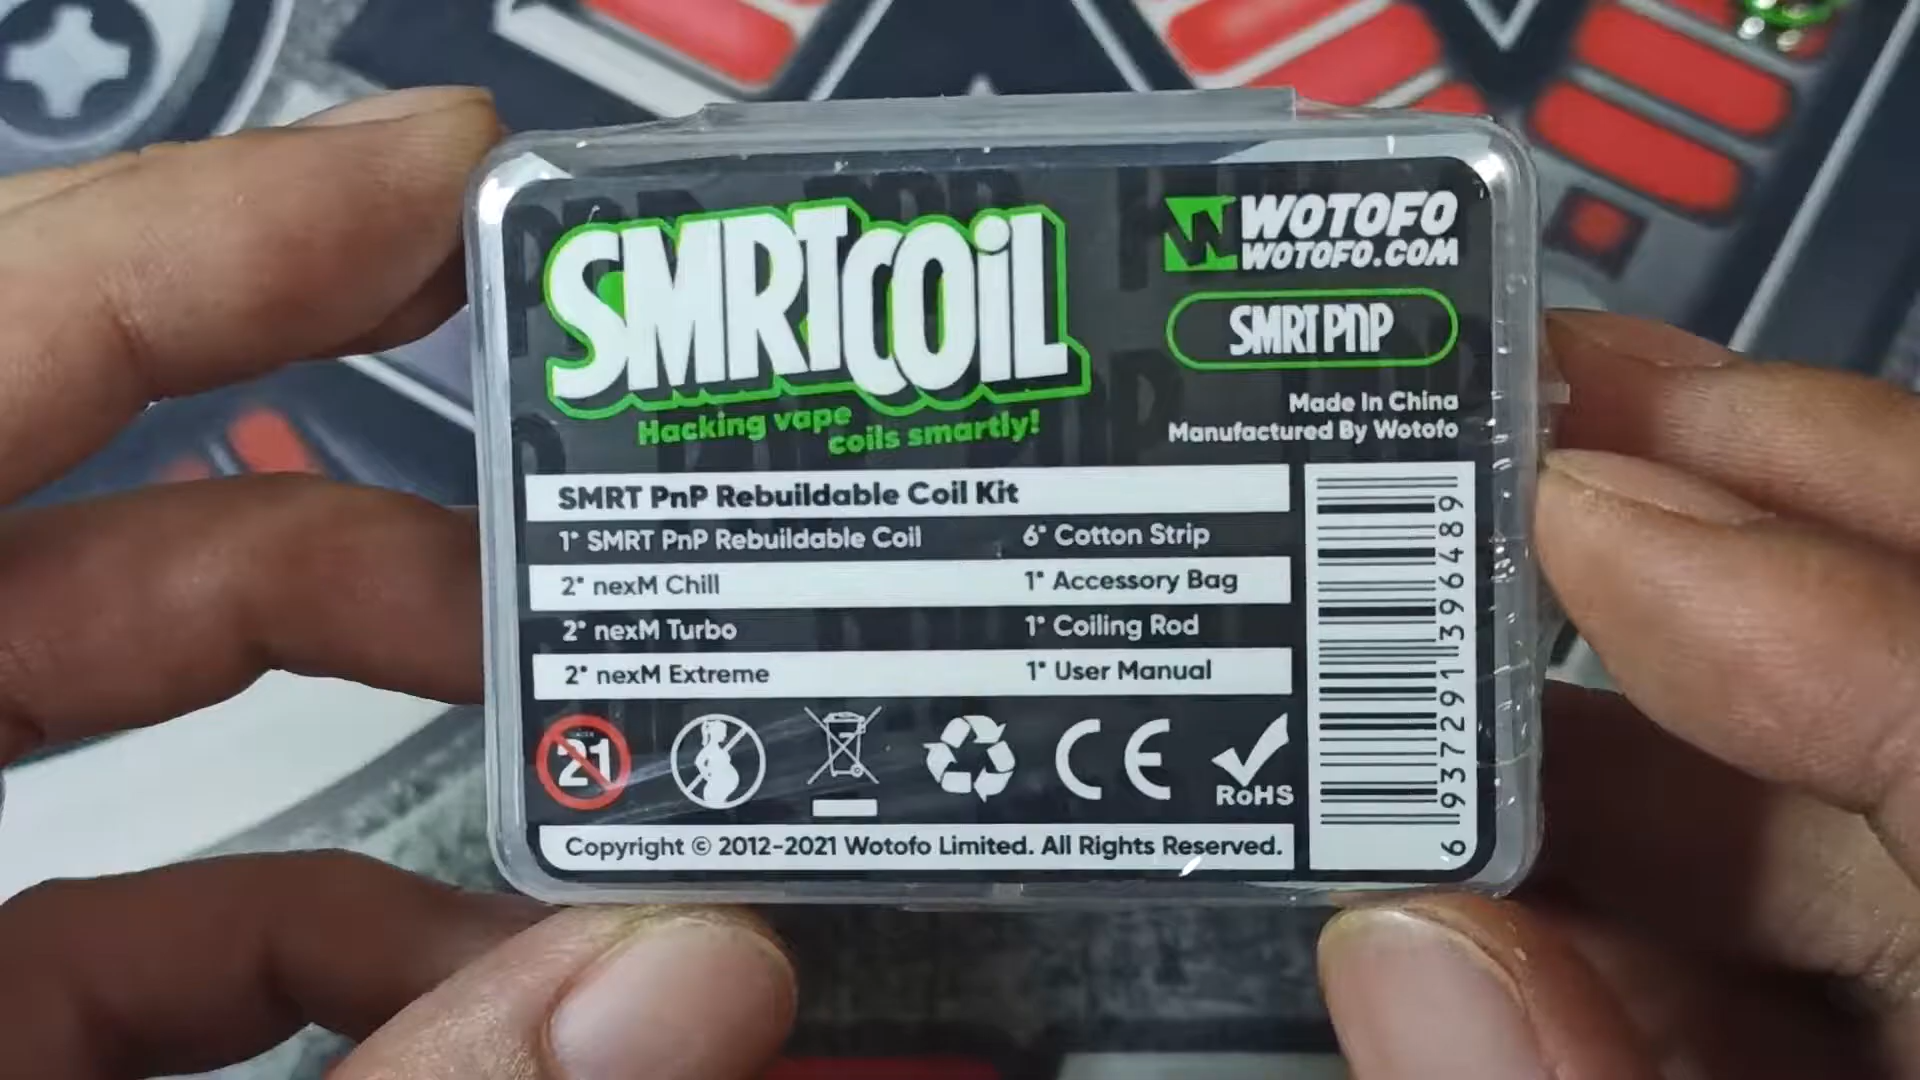 SMRTCOiL
Hacking vape
coils smartly!
WOTOFO
WOTOFO.COM
SMRT PnP
Made In China
Manufactured By Wotofo
SMRT PnP Rebuildable Coil Kit
1* SMRT PnP Rebuildable Coil
6* Cotton Strip
2* nexM Chill
1* Accessory Bag
2* nexM Turbo
1* Coiling Rod
2* nexM Extreme
1* User Manual
21
CE
RoHS
Copyright © 2012-2021 Wotofo Limited. All Rights Reserved.
6937291396489